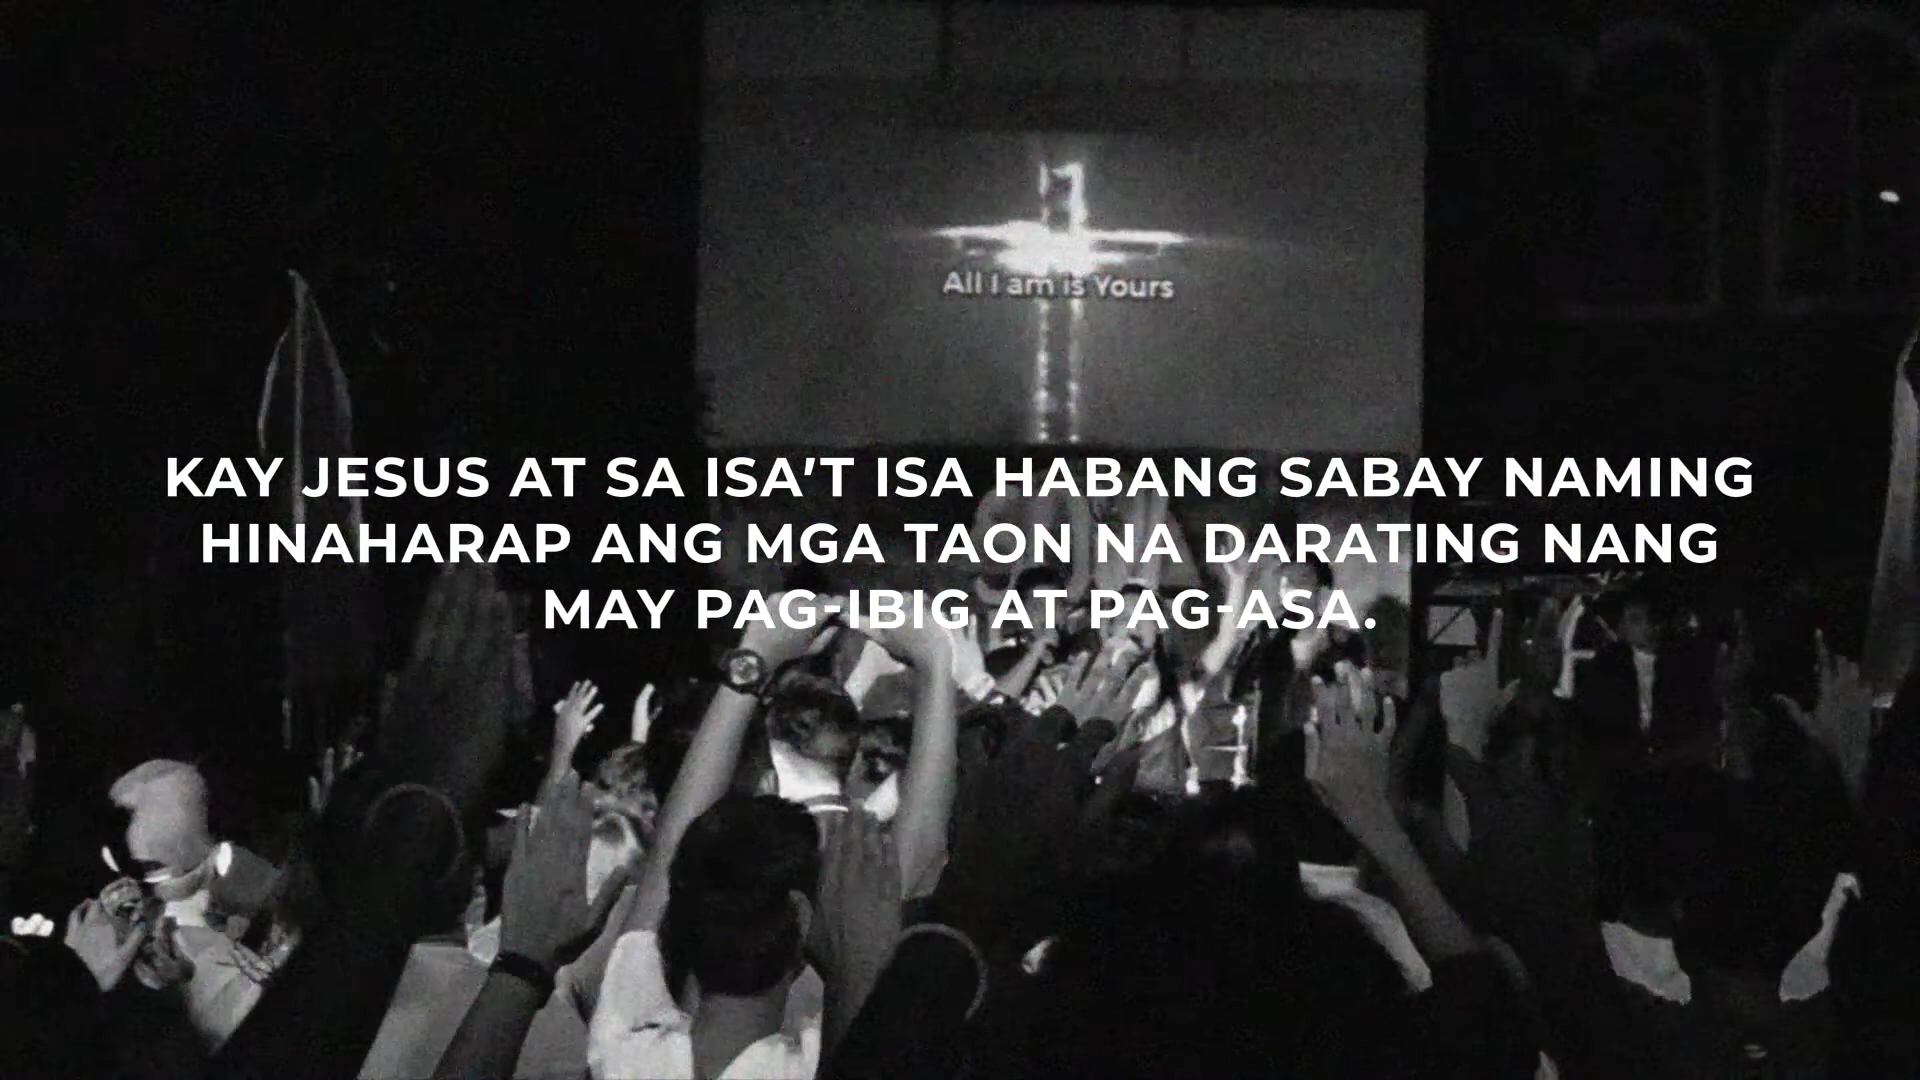 All I am is Yours
KAY JESUS AT SA ISA'T ISA HABANG SABAY NAMING
HINAHARAP ANG MGA TAON NA DARATING NANG
MAY PAG-IBIG AT PAG-ASA.